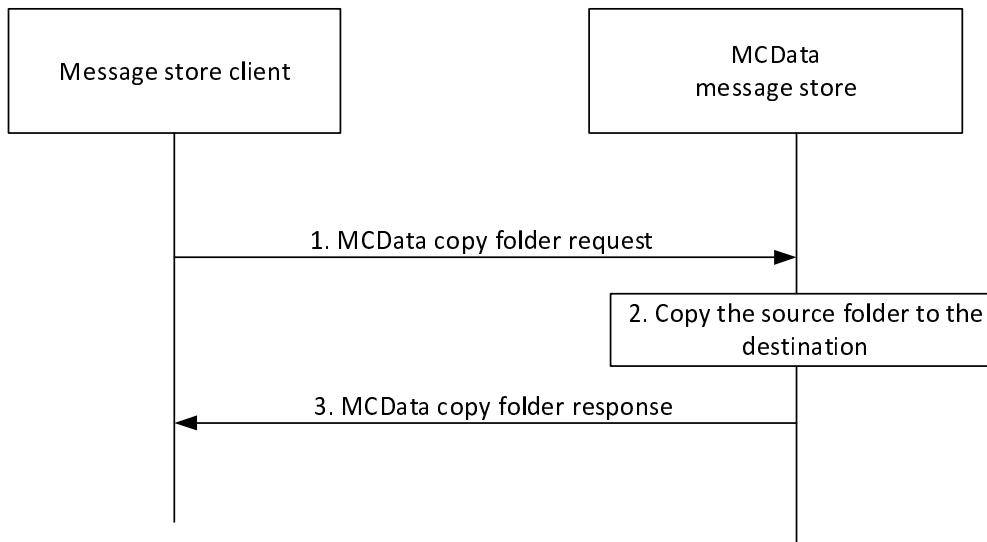 Message store client
MCData
message store
1. MCData copy folder request
2. Copy the source folder to the
destination
3. MCData copy folder response